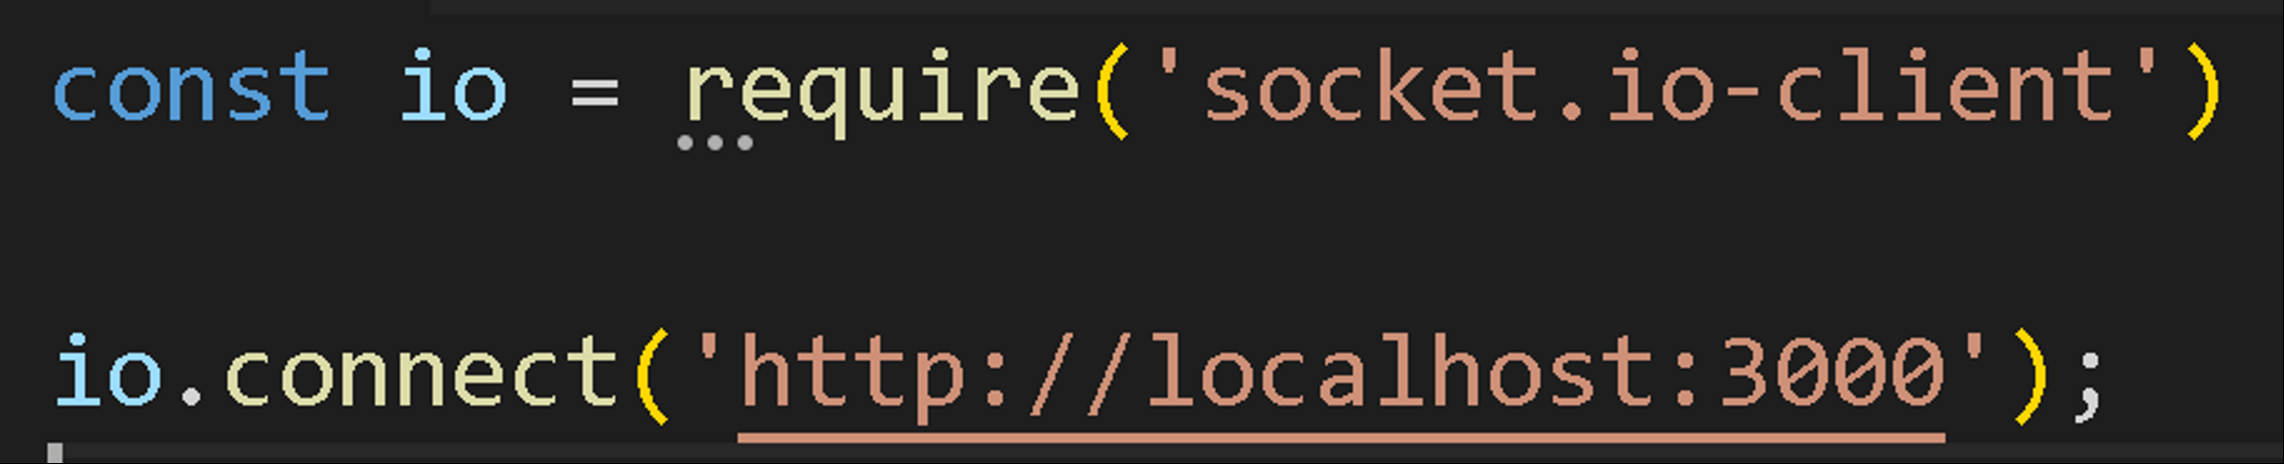 const io = require('socket.io-client')
io.connect('http://localhost:3000');